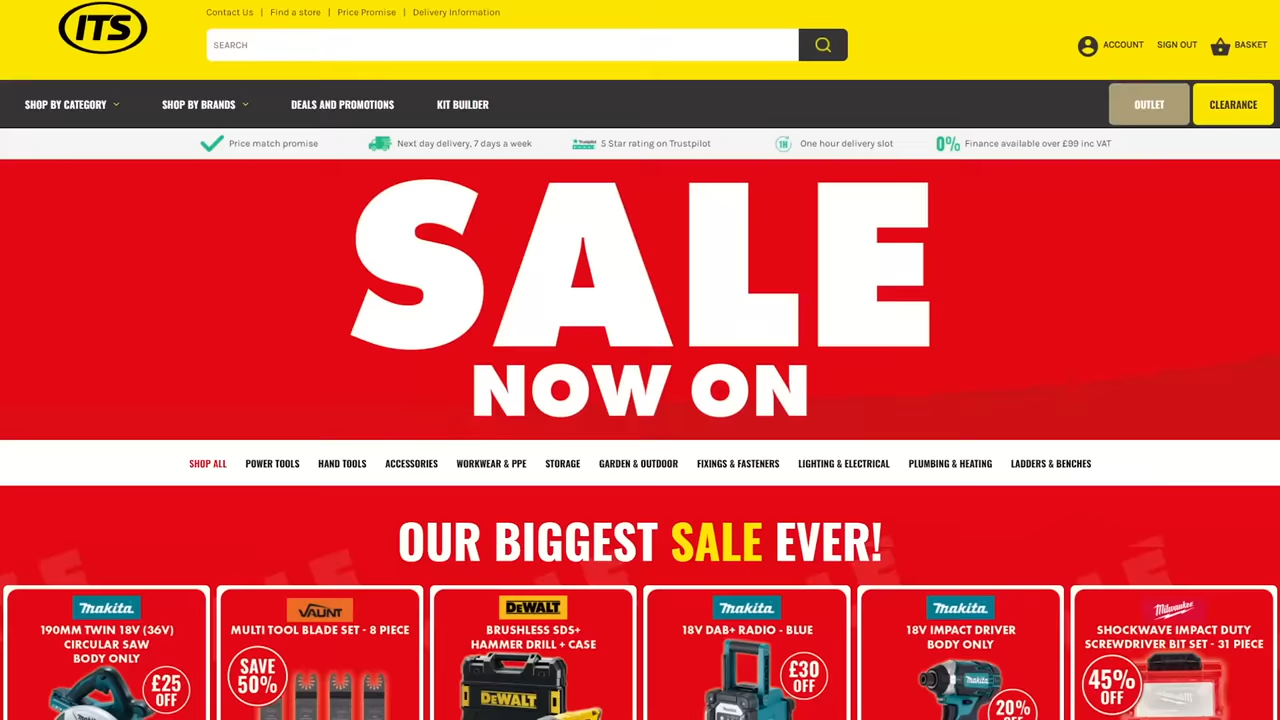 ITS
Contact Us | Find a store | Price Promise | Delivery Information
SEARCH
ACCOUNT SIGN OUT BASKET
SHOP BY CATEGORY SHOP BY BRANDS DEALS AND PROMOTIONS KIT BUILDER OUTLET CLEARANCE
Price match promise Next day delivery, 7 days a week Trustpilot 5 Star rating on Trustpilot 1H One hour delivery slot 0% Finance available over £99 inc VAT
SALE
NOW ON
SHOP ALL POWER TOOLS HAND TOOLS ACCESSORIES WORKWEAR & PPE STORAGE GARDEN & OUTDOOR FIXINGS & FASTENERS LIGHTING & ELECTRICAL PLUMBING & HEATING LADDERS & BENCHES
OUR BIGGEST SALE EVER!
makita
190MM TWIN 18V (36V)
CIRCULAR SAW
BODY ONLY
£25
OFF
VAUNT
MULTI TOOL BLADE SET - 8 PIECE
SAVE
50%
DEWALT
BRUSHLESS SDS+
HAMMER DRILL + CASE
DEWALT
makita
18V DAB+ RADIO - BLUE
£30
OFF
makita
18V IMPACT DRIVER
BODY ONLY
makita
20%
OFF
Milwaukee
SHOCKWAVE IMPACT DUTY
SCREWDRIVER BIT SET - 31 PIECE
45%
OFF